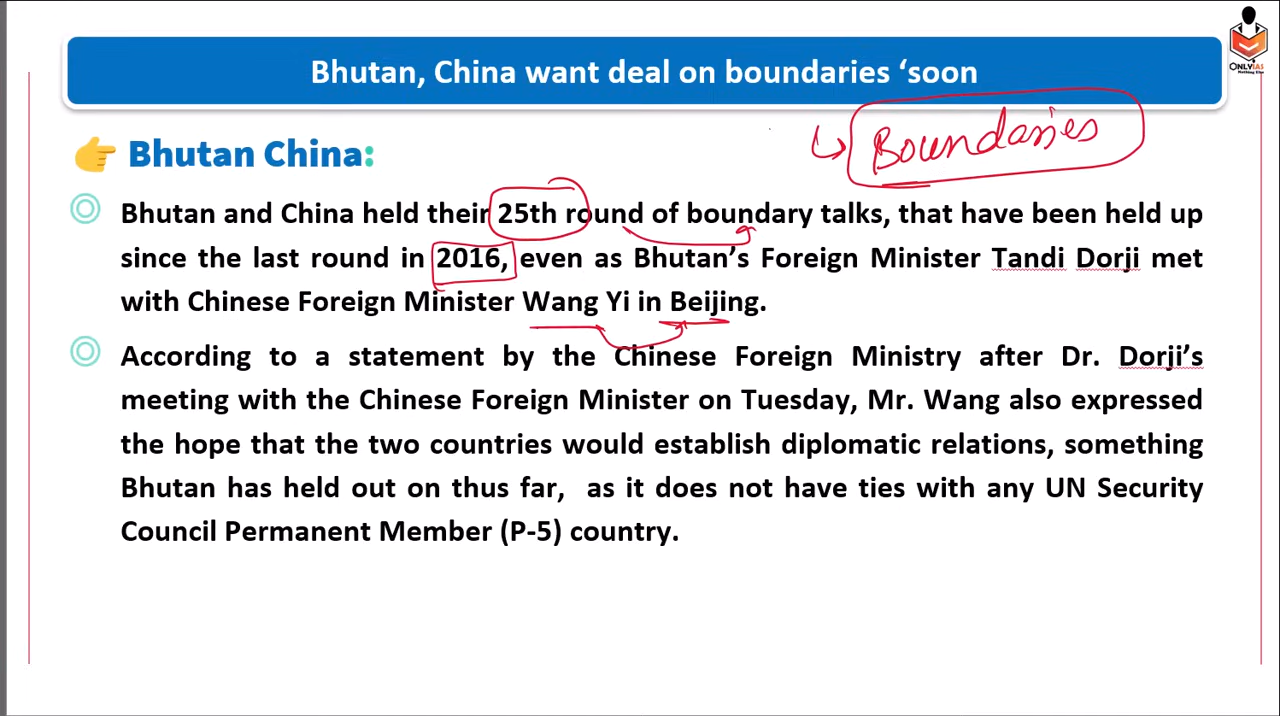 Bhutan, China want deal on boundaries ‘soon
ONLYIAS
Nothing Else
Boundaries
Bhutan China:
Bhutan and China held their 25th round of boundary talks, that have been held up
since the last round in 2016, even as Bhutan’s Foreign Minister Tandi Dorji met
with Chinese Foreign Minister Wang Yi in Beijing.
According to a statement by the Chinese Foreign Ministry after Dr. Dorji’s
meeting with the Chinese Foreign Minister on Tuesday, Mr. Wang also expressed
the hope that the two countries would establish diplomatic relations, something
Bhutan has held out on thus far, as it does not have ties with any UN Security
Council Permanent Member (P-5) country.